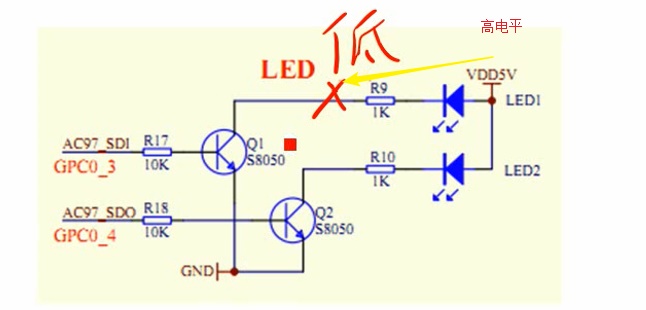 低
高电平
LED
VDD5V
R9
1K
LED1
AC97_SDI
R17
10K
GPC0_3
Q1
S8050
R10
1K
LED2
AC97_SDO
R18
10K
GPC0_4
Q2
S8050
GND